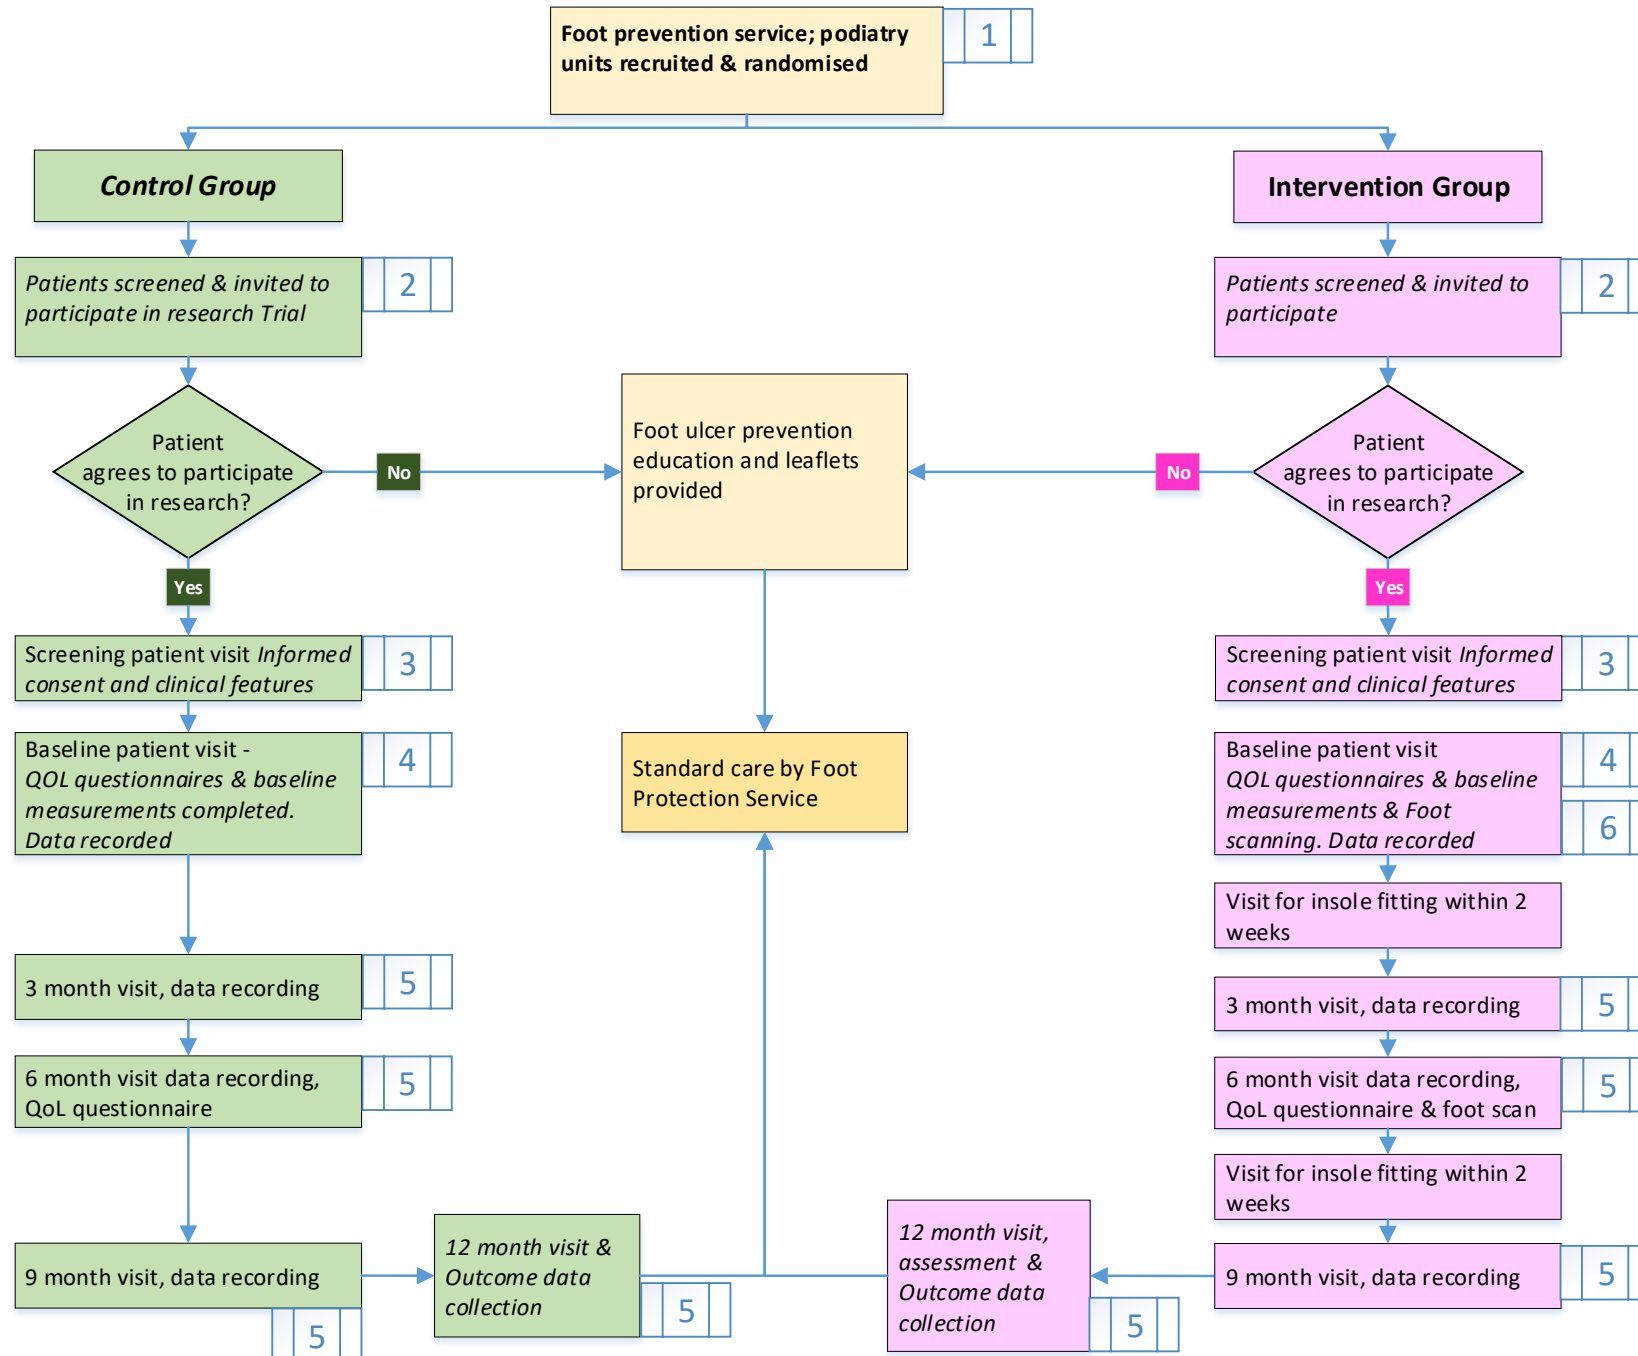 Foot prevention service; podiatry
units recruited & randomised
1
Control Group
Intervention Group
Patients screened & invited to
participate in research Trial
2
Patients screened & invited to
participate
2
Patient
agrees to participate
in research?
No
Foot ulcer prevention
education and leaflets
provided
No
Patient
agrees to participate
in research?
Yes
Yes
Screening patient visit Informed
consent and clinical features
3
Screening patient visit Informed
consent and clinical features
3
Baseline patient visit -
QOL questionnaires & baseline
measurements completed.
Data recorded
4
Standard care by Foot
Protection Service
Baseline patient visit
QOL questionnaires & baseline
measurements & Foot
scanning. Data recorded
4
6
Visit for insole fitting within 2
weeks
3 month visit, data recording
5
3 month visit, data recording
5
6 month visit data recording,
QoL questionnaire
5
6 month visit data recording,
QoL questionnaire & foot scan
5
Visit for insole fitting within 2
weeks
9 month visit, data recording
5
12 month visit &
Outcome data
collection
5
12 month visit,
assessment & 
Outcome data
collection
5
9 month visit, data recording
5